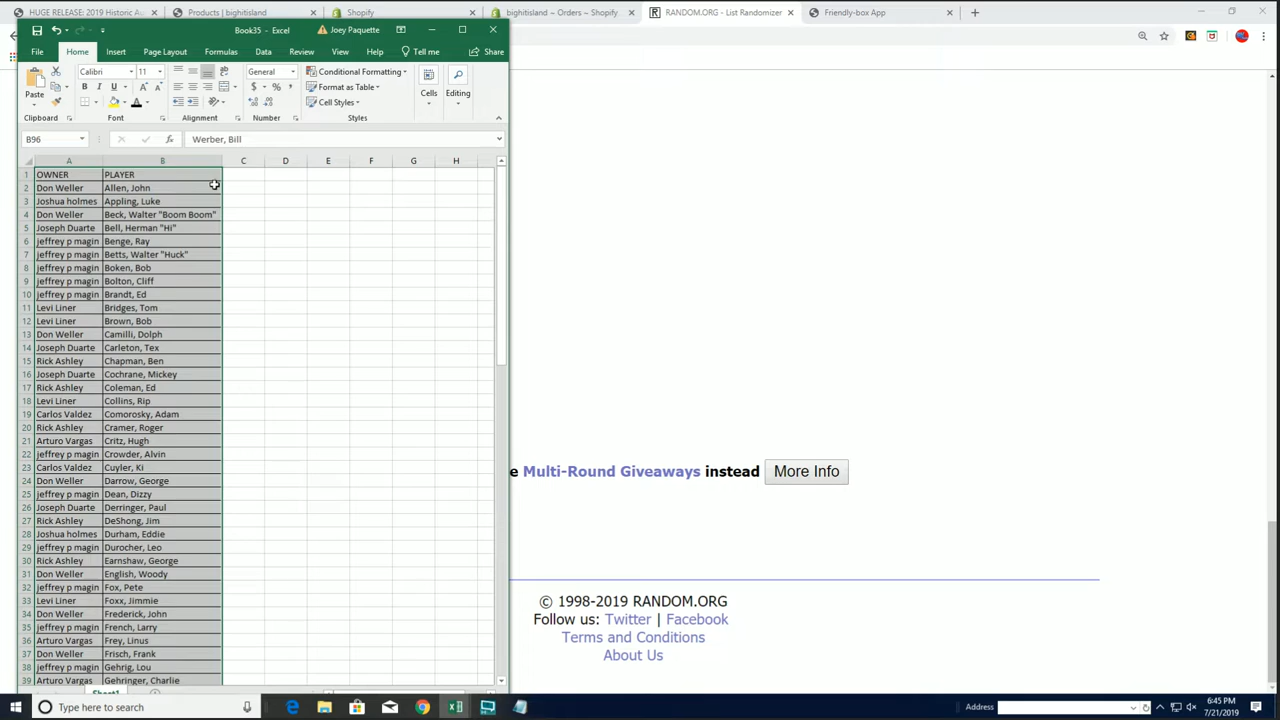 HUGE RELEASE: 2019 Historic Au
Products | bighitisland
Shopify
bighitisland ~ Orders ~ Shopify
RANDOM.ORG - List Randomizer
Friendly-box App
Book35 - Excel
Joey Paquette
File Home Insert Page Layout Formulas Data Review View Help Tell me Share
Calibri 11 General Conditional Formatting
Format as Table
Cell Styles
Paste Cells Editing
Clipboard Font Alignment Number Styles
B96 Werber, Bill
A B C D E F G H
1 OWNER PLAYER
2 Don Weller Allen, John
3 Joshua holmes Appling, Luke
4 Don Weller Beck, Walter "Boom Boom"
5 Joseph Duarte Bell, Herman "Hi"
6 jeffrey p magin Benge, Ray
7 jeffrey p magin Betts, Walter "Huck"
8 jeffrey p magin Boken, Bob
9 jeffrey p magin Bolton, Cliff
10 jeffrey p magin Brandt, Ed
11 Levi Liner Bridges, Tom
12 Levi Liner Brown, Bob
13 Don Weller Camilli, Dolph
14 Joseph Duarte Carleton, Tex
15 Rick Ashley Chapman, Ben
16 Joseph Duarte Cochrane, Mickey
17 Rick Ashley Coleman, Ed
18 Levi Liner Collins, Rip
19 Carlos Valdez Comorosky, Adam
20 Rick Ashley Cramer, Roger
21 Arturo Vargas Critz, Hugh
22 jeffrey p magin Crowder, Alvin
23 Carlos Valdez Cuyler, Ki
24 Don Weller Darrow, George
25 jeffrey p magin Dean, Dizzy
26 Joseph Duarte Derringer, Paul
27 Rick Ashley DeShong, Jim
28 Joshua holmes Durham, Eddie
29 jeffrey p magin Durocher, Leo
30 Rick Ashley Earnshaw, George
31 Don Weller English, Woody
32 jeffrey p magin Fox, Pete
33 Levi Liner Foxx, Jimmie
34 Don Weller Frederick, John
35 jeffrey p magin French, Larry
36 Arturo Vargas Frey, Linus
37 Don Weller Frisch, Frank
38 jeffrey p magin Gehrig, Lou
39 Arturo Vargas Gehringer, Charlie
Sheet1
e Multi-Round Giveaways instead More Info
© 1998-2019 RANDOM.ORG
Follow us: Twitter | Facebook
Terms and Conditions
About Us
Type here to search
Address
6:45 PM
7/21/2019